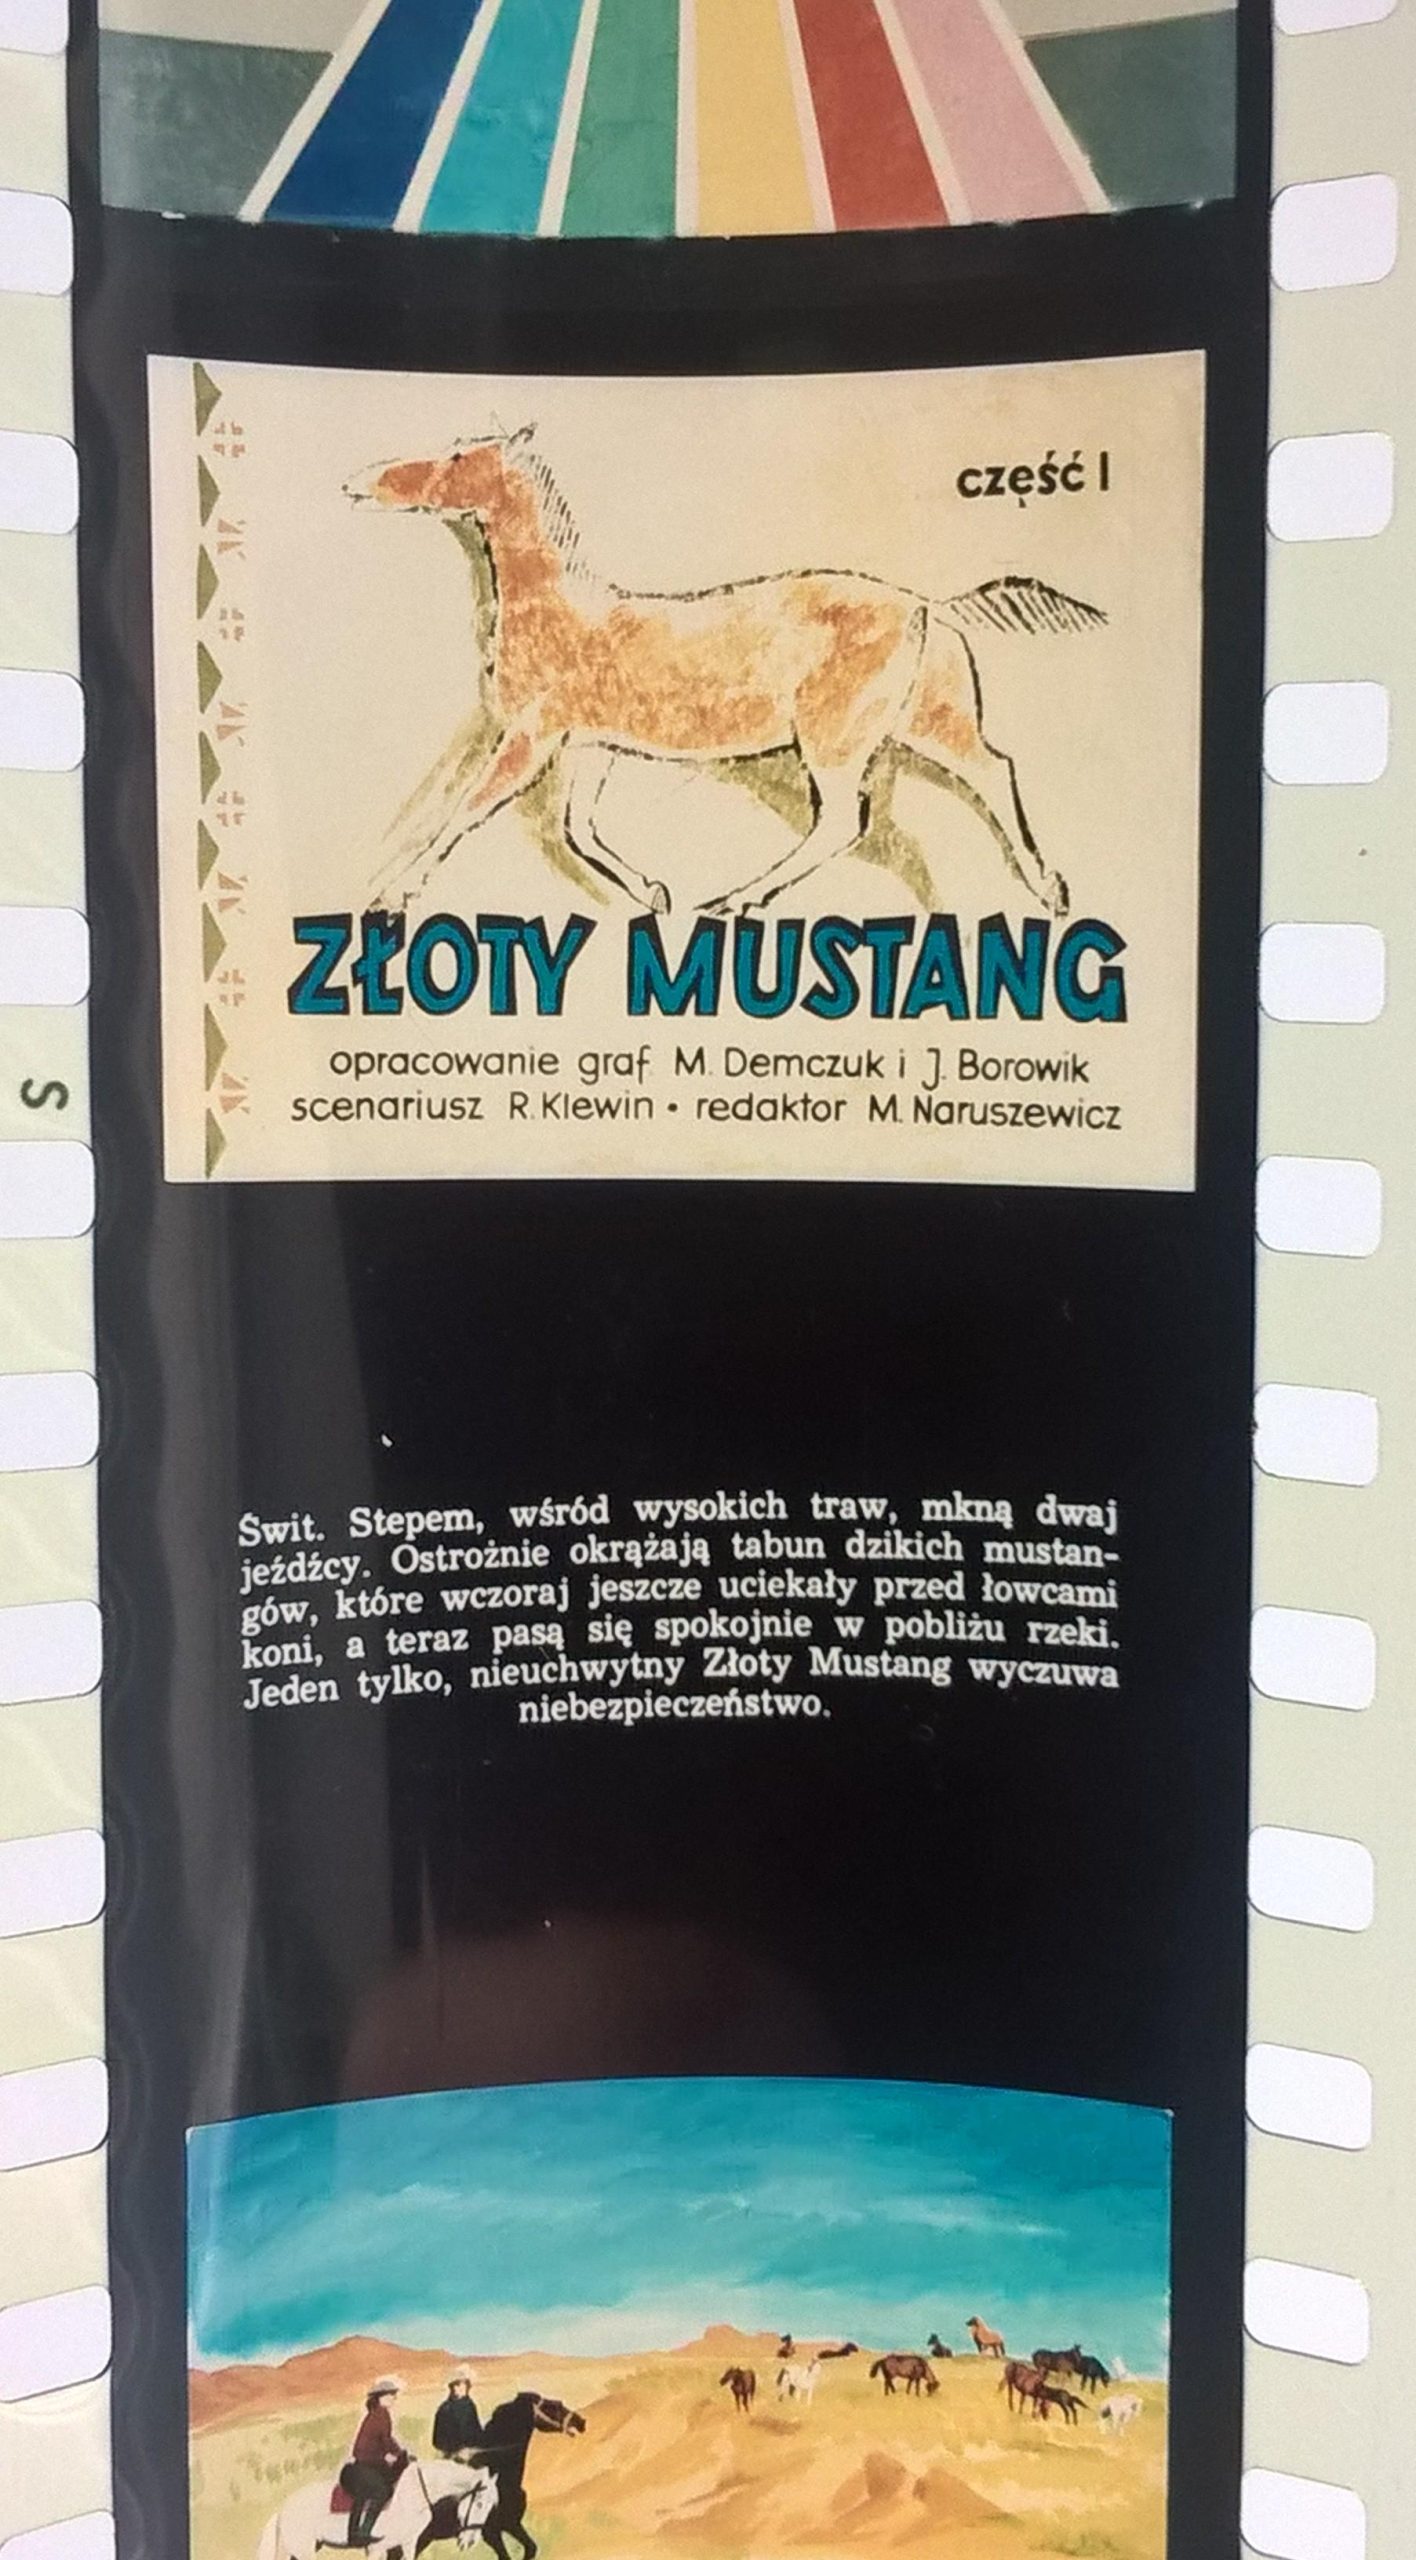 część I
ZŁOTY MUSTANG
opracowanie graf M. Demczuk i J. Borowik
scenariusz R. Klewin • redaktor M. Naruszewicz
S
Świt. Stepem, wśród wysokich traw, mkną dwaj
jeźdźcy. Ostrożnie okrążają tabun dzikich mustan-
gów, które wczoraj jeszcze uciekały przed łowcami
koni, a teraz pasą się spokojnie w pobliżu rzeki.
Jeden tylko, nieuchwytny Złoty Mustang wyczuwa
niebezpieczeństwo.